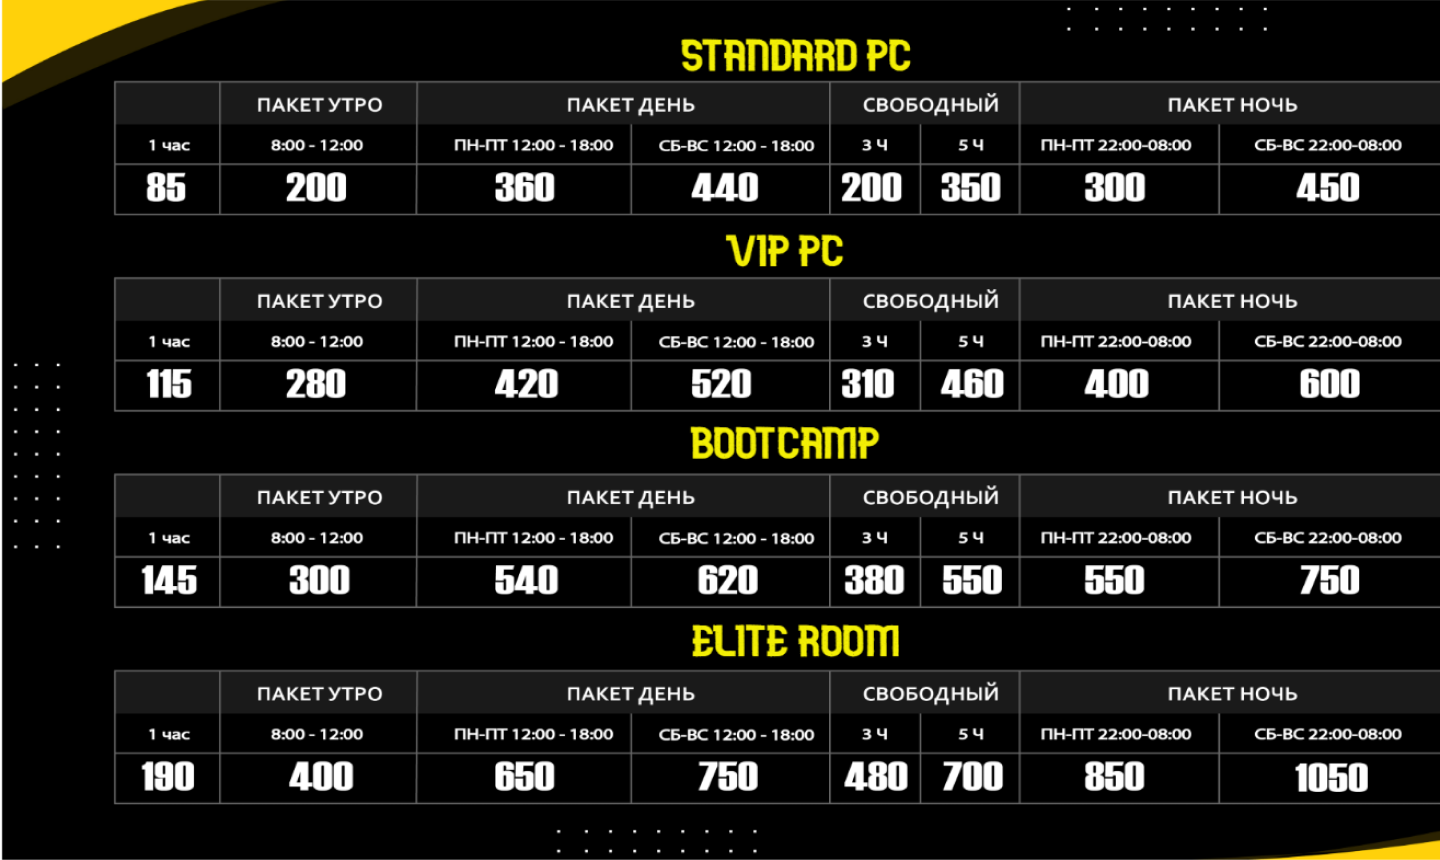 STANDARD PC
ПАКЕТ УТРО ПАКЕТ ДЕНЬ СВОБОДНЫЙ ПАКЕТ НОЧЬ
1 час 8:00 - 12:00 ПН-ПТ 12:00 - 18:00 СБ-ВС 12:00 - 18:00 3 Ч 5 Ч ПН-ПТ 22:00-08:00 СБ-ВС 22:00-08:00
85 200 360 440 200 350 300 450
VIP PC
ПАКЕТ УТРО ПАКЕТ ДЕНЬ СВОБОДНЫЙ ПАКЕТ НОЧЬ
1 час 8:00 - 12:00 ПН-ПТ 12:00 - 18:00 СБ-ВС 12:00 - 18:00 3 Ч 5 Ч ПН-ПТ 22:00-08:00 СБ-ВС 22:00-08:00
115 280 420 520 310 460 400 600
BOOTCAMP
ПАКЕТ УТРО ПАКЕТ ДЕНЬ СВОБОДНЫЙ ПАКЕТ НОЧЬ
1 час 8:00 - 12:00 ПН-ПТ 12:00 - 18:00 СБ-ВС 12:00 - 18:00 3 Ч 5 Ч ПН-ПТ 22:00-08:00 СБ-ВС 22:00-08:00
145 300 540 620 380 550 550 750
ELITE ROOM
ПАКЕТ УТРО ПАКЕТ ДЕНЬ СВОБОДНЫЙ ПАКЕТ НОЧЬ
1 час 8:00 - 12:00 ПН-ПТ 12:00 - 18:00 СБ-ВС 12:00 - 18:00 3 Ч 5 Ч ПН-ПТ 22:00-08:00 СБ-ВС 22:00-08:00
190 400 650 750 480 700 850 1050